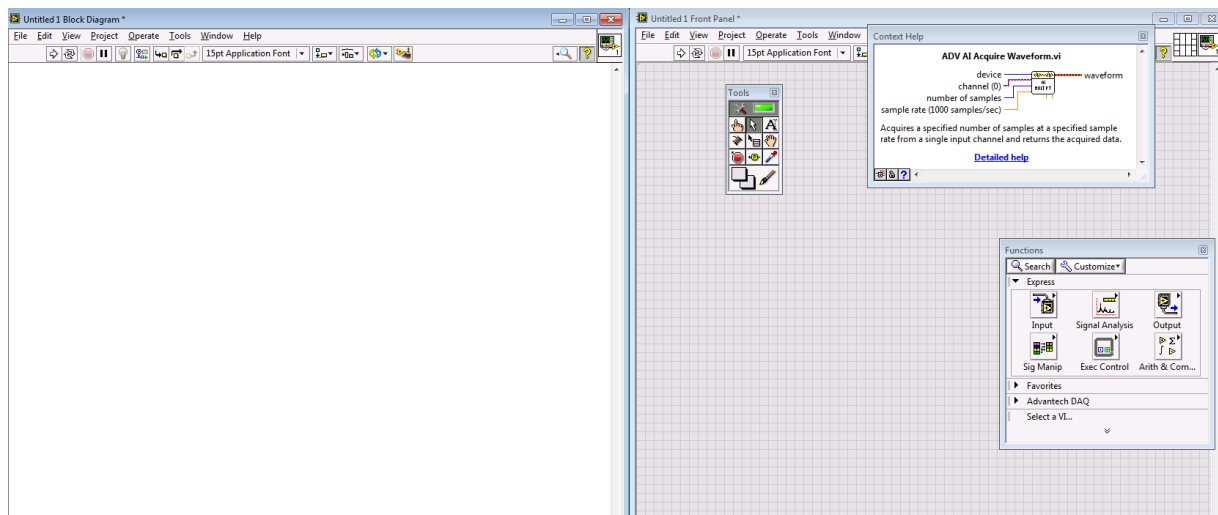 Untitled 1 Block Diagram *
File Edit View Project Operate Tools Window Help
15pt Application Font
Untitled 1 Front Panel *
File Edit View Project Operate Tools Window
15pt Application Font
Context Help
ADV AI Acquire Waveform.vi
device
channel (0)
number of samples
sample rate (1000 samples/sec)
waveform
AI
Acquires a specified number of samples at a specified sample
rate from a single input channel and returns the acquired data.
Detailed help
Tools
Functions
Search Customize
Express
Input Signal Analysis Output
Sig Manip Exec Control Arith & Com...
Favorites
Advantech DAQ
Select a VI...